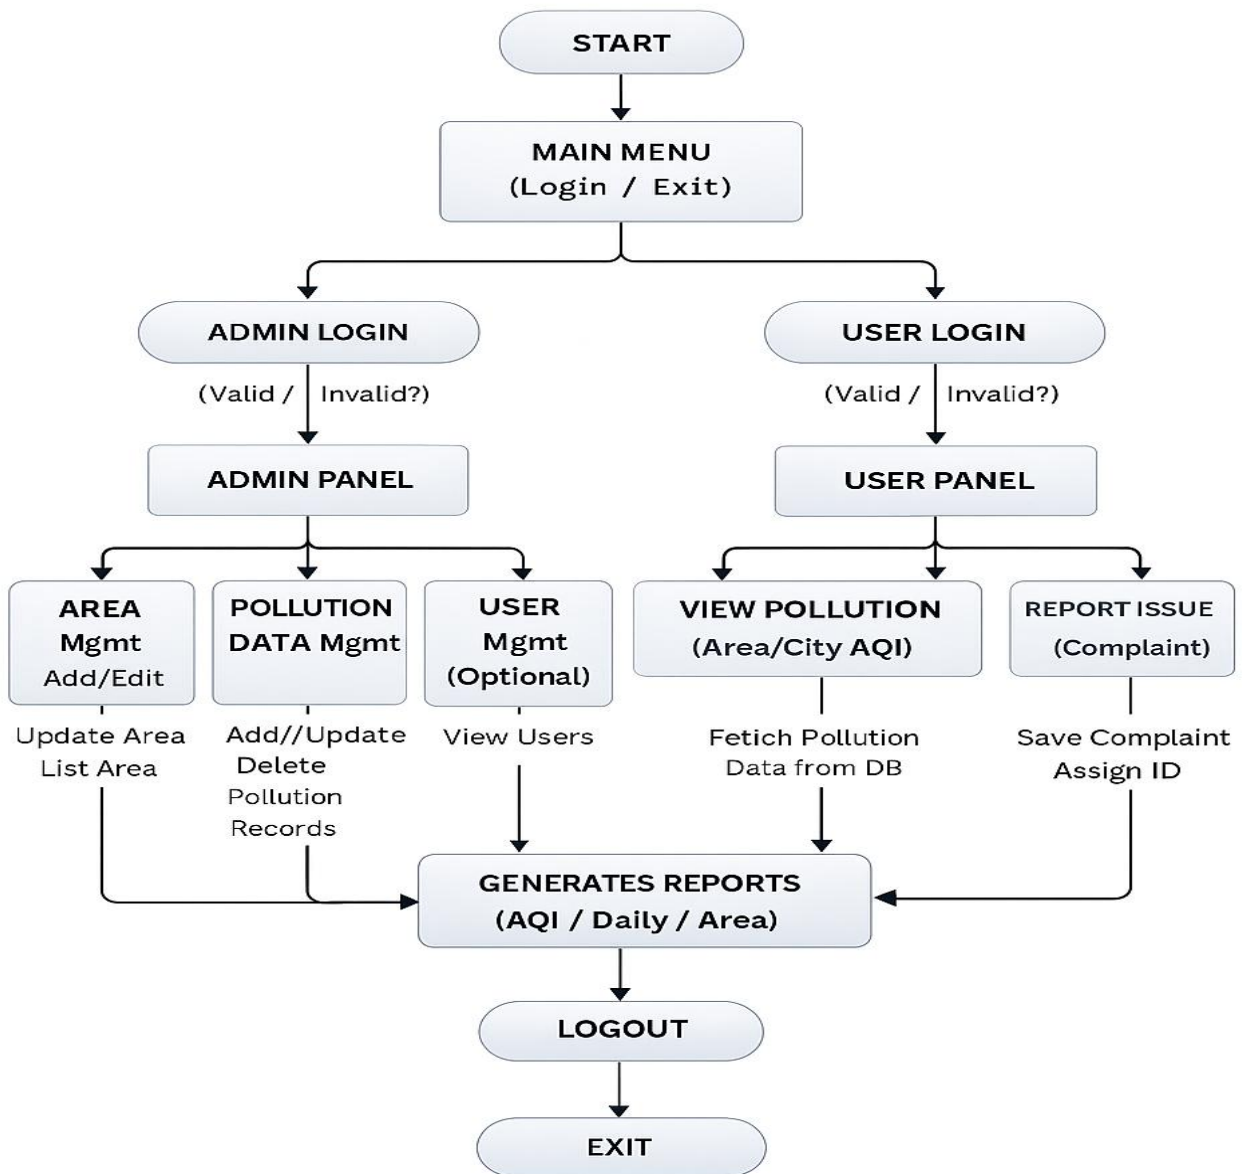 START
MAIN MENU
(Login / Exit)
ADMIN LOGIN
USER LOGIN
(Valid / Invalid?)
(Valid / Invalid?)
ADMIN PANEL
USER PANEL
AREA
Mgmt
Add/Edit
POLLUTION
DATA Mgmt
USER
Mgmt
(Optional)
VIEW POLLUTION
(Area/City AQI)
REPORT ISSUE
(Complaint)
Update Area
List Area
Add//Update
Delete
Pollution
Records
View Users
Fetich Pollution
Data from DB
Save Complaint
Assign ID
GENERATES REPORTS
(AQI / Daily / Area)
LOGOUT
EXIT